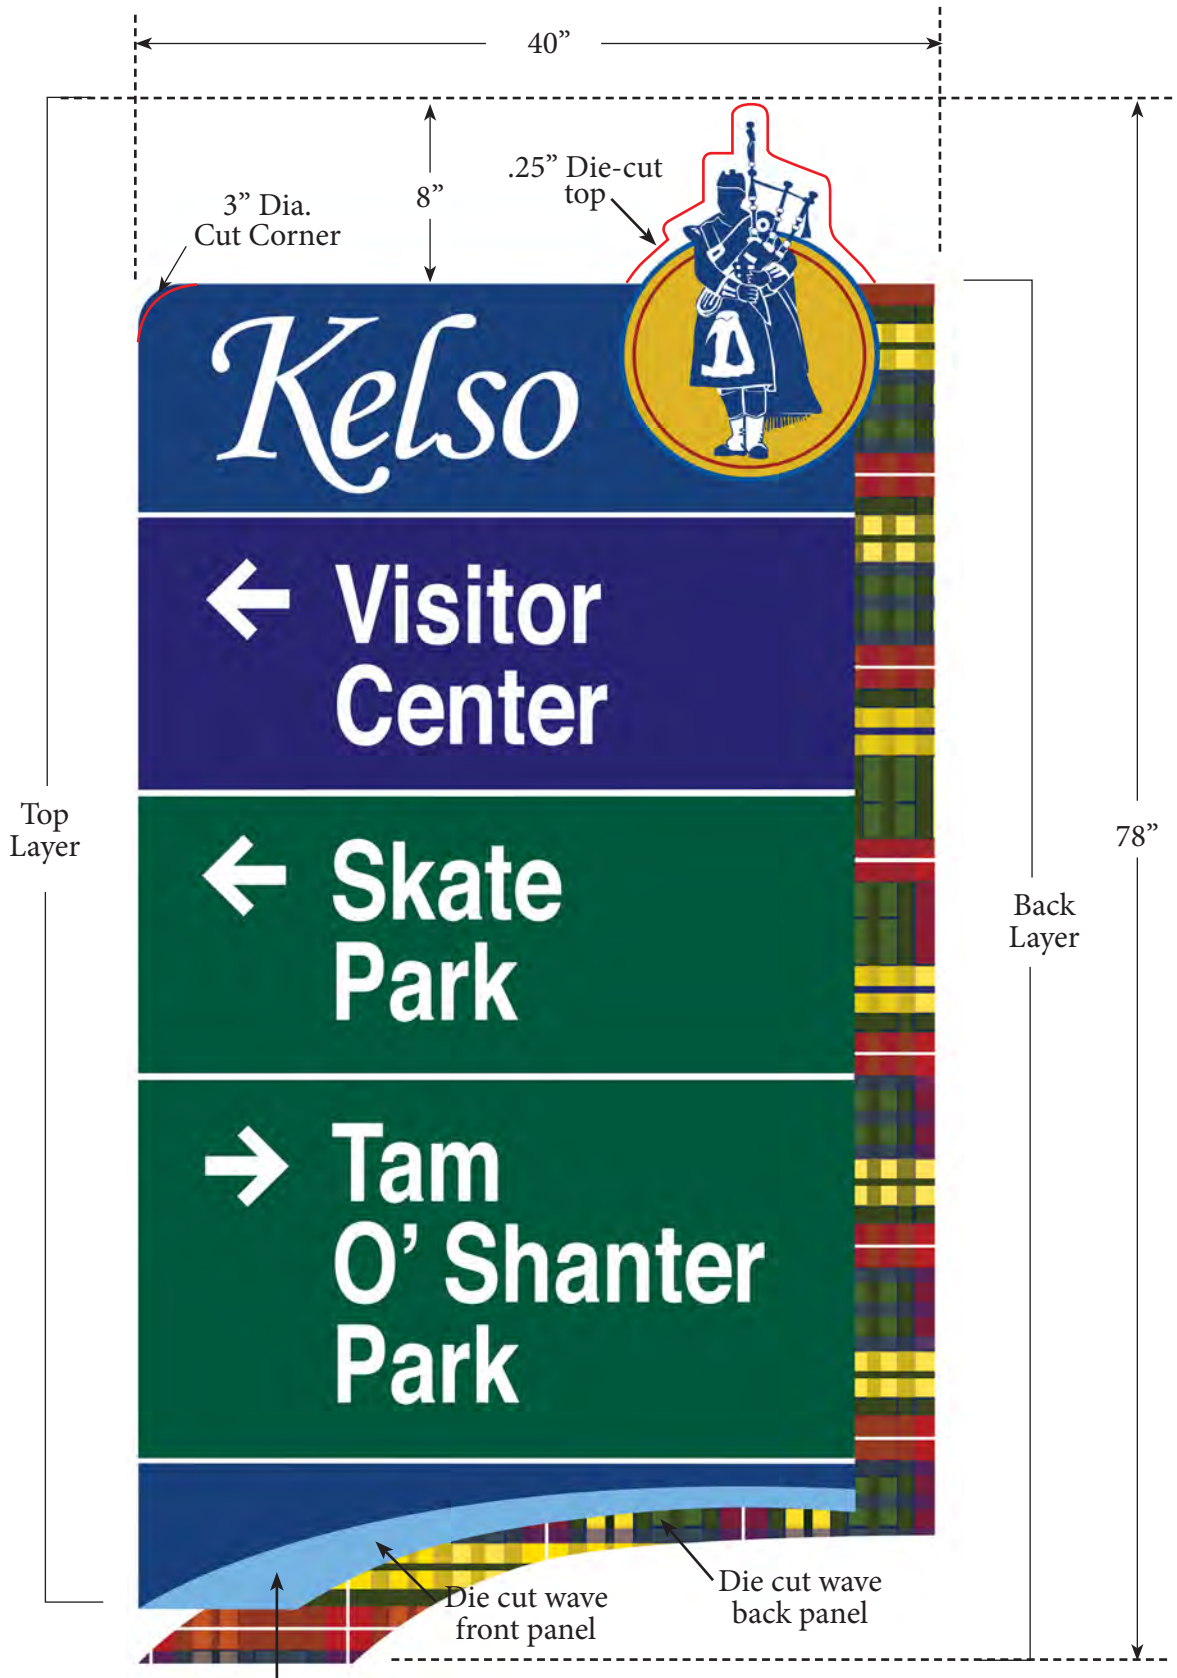 40”
.25” Die-cut
top
8”
3” Dia.
Cut Corner
Kelso
Visitor
Center
Skate
Park
Tam
O’ Shanter
Park
Top
Layer
78”
Back
Layer
Die cut wave
front panel
Die cut wave
back panel